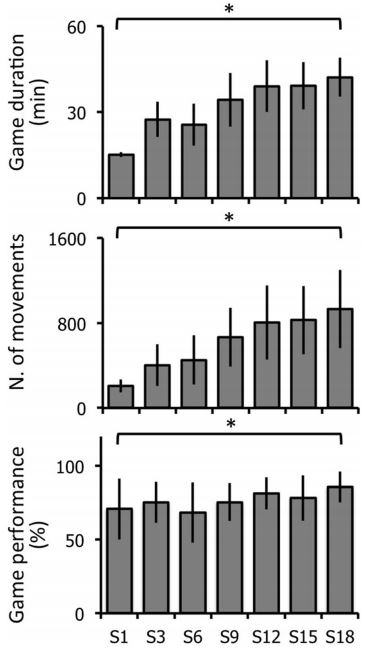 *
60
30
0
Game duration
(min)
*
1600
800
0
N. of movements
*
100
50
0
Game performance
(%)
S1 S3 S6 S9 S12 S15 S18